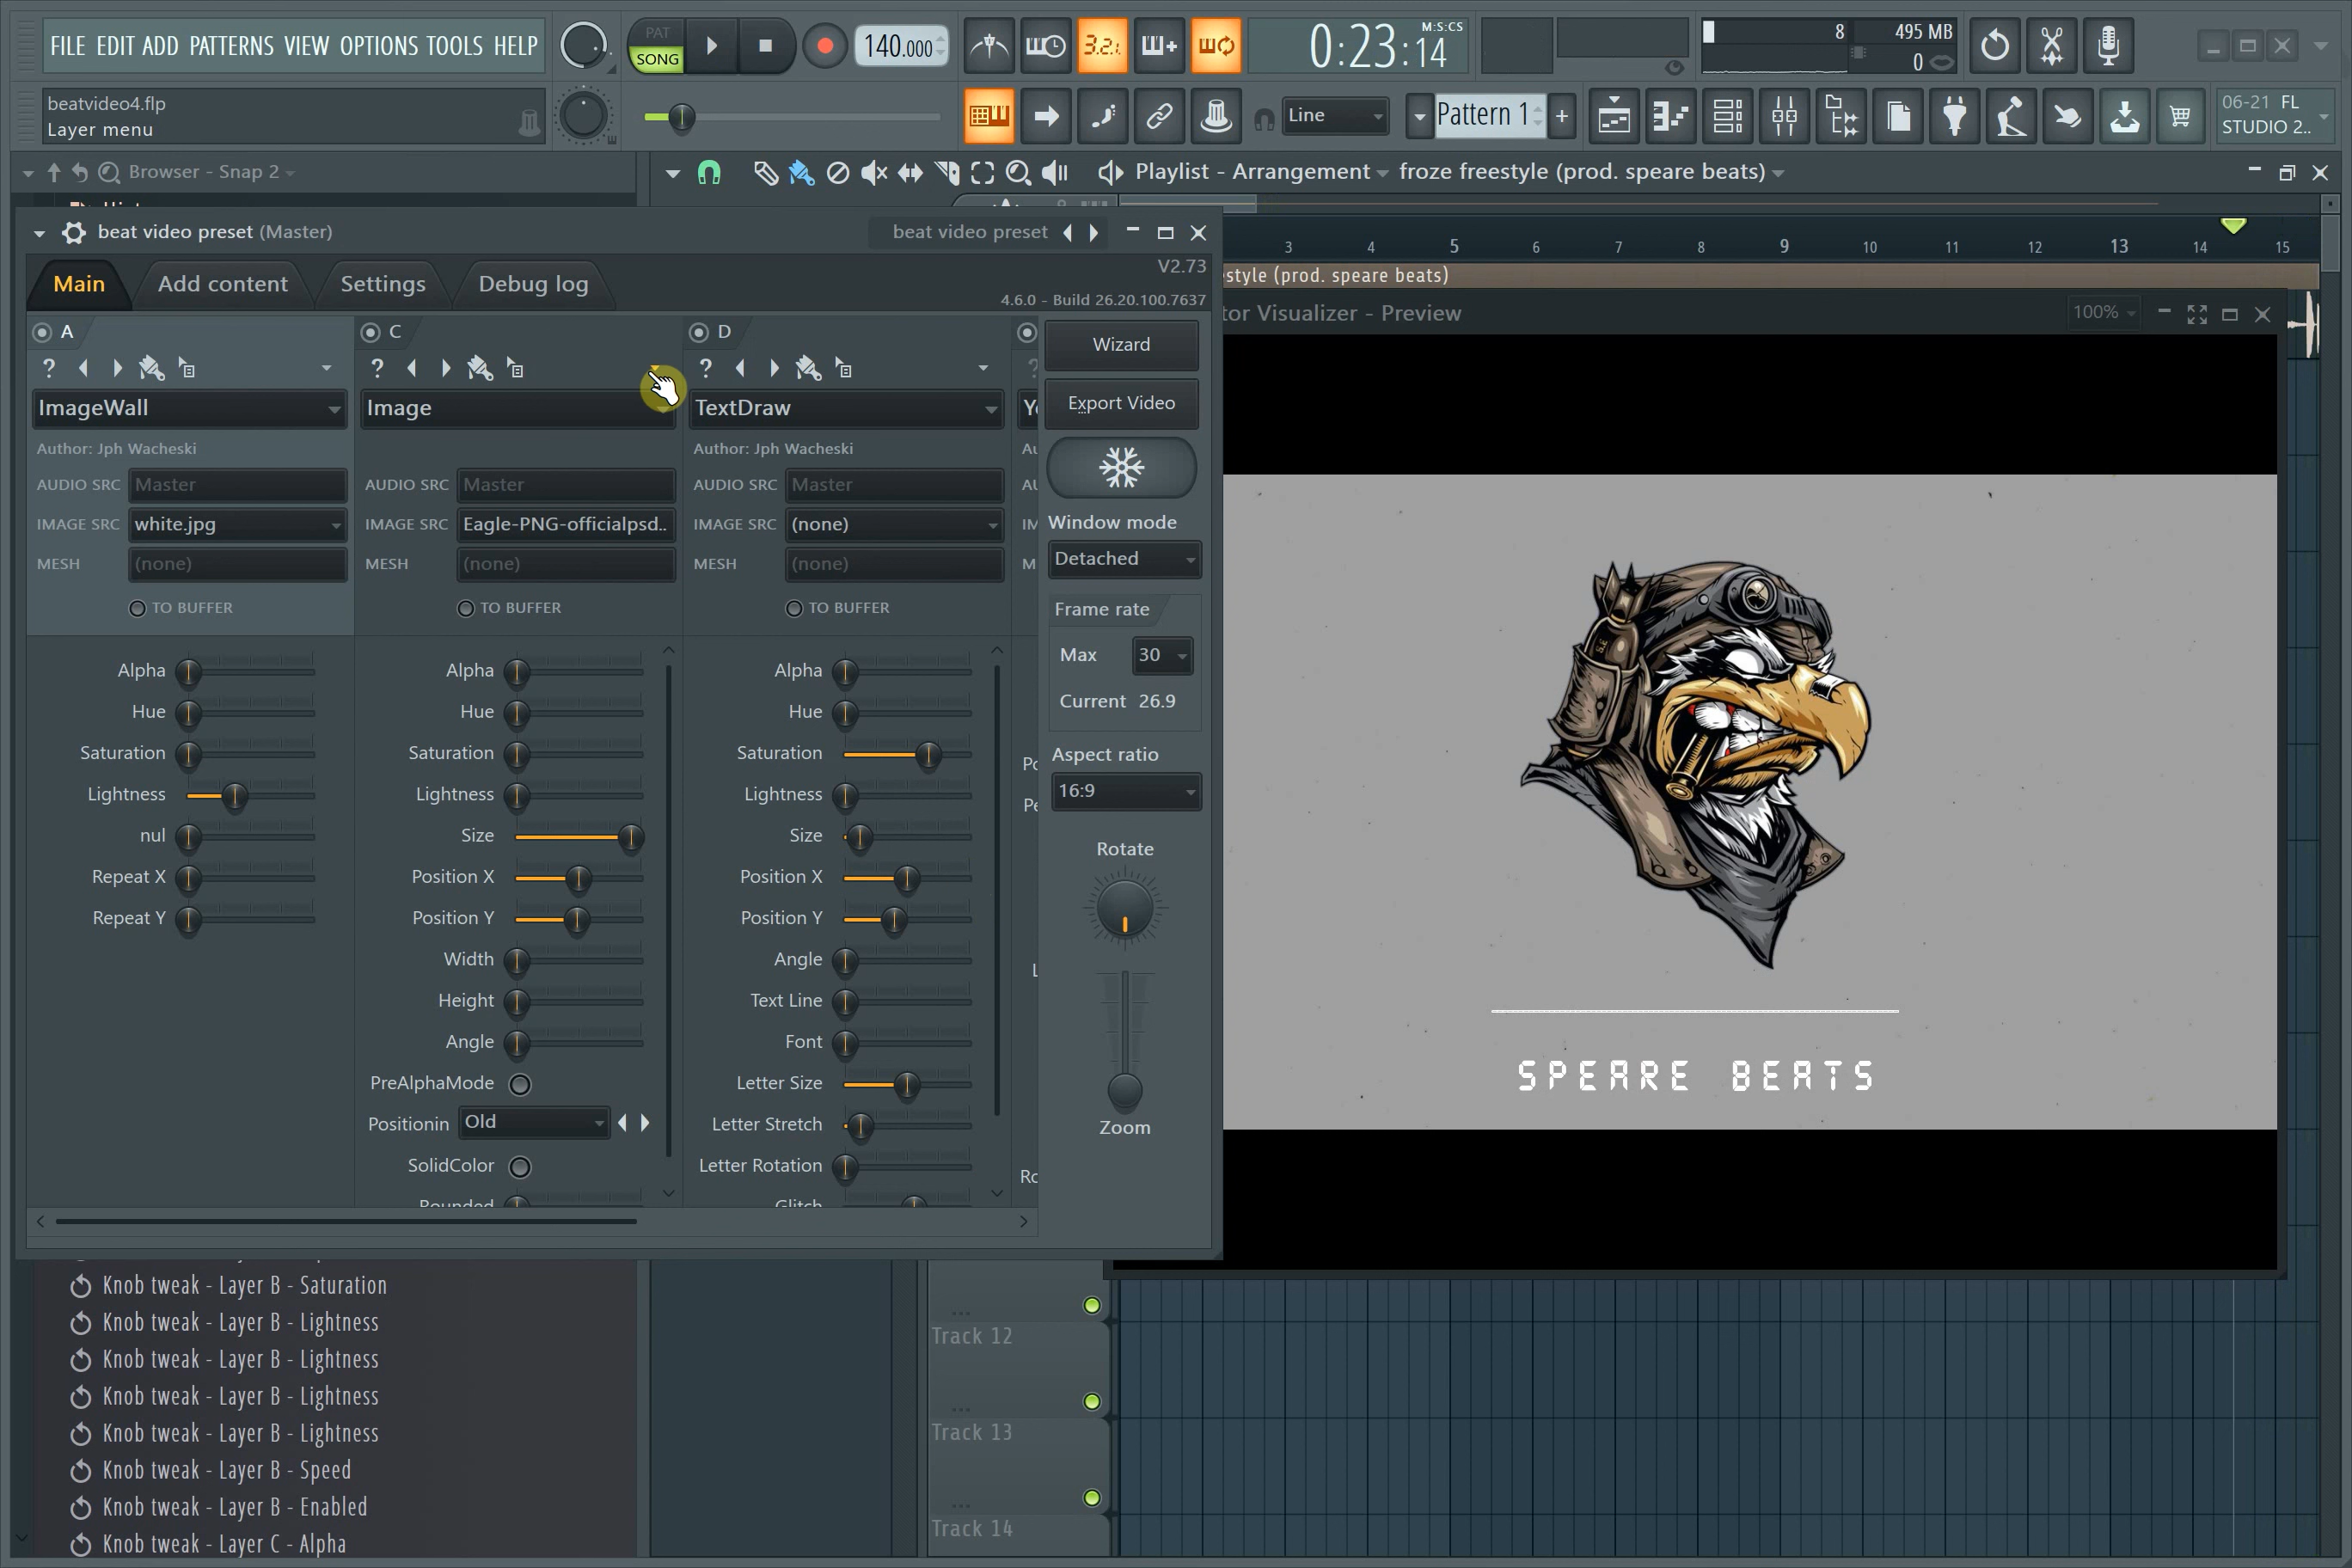 FILE EDIT ADD PATTERNS VIEW OPTIONS TOOLS HELP
PAT
SONG
140.000
3.2.1.
M:S:CS
0:23:14
8
495 MB
0
beatvideo4.flp
Layer menu
Line
Pattern 1
+
06-21 FL
STUDIO 2..
Browser - Snap 2
Playlist - Arrangement
froze freestyle (prod. speare beats)
beat video preset (Master)
beat video preset
3 4 5 6 7 8 9 10 11 12 13 14 15
style (prod. speare beats)
Main
Add content
Settings
Debug log
V2.73
4.6.0 - Build 26.20.100.7637
tor Visualizer - Preview
100%
A
C
D
?
?
?
ImageWall
Image
TextDraw
Author: Jph Wacheski
Author: Jph Wacheski
AUDIO SRC Master
AUDIO SRC Master
AUDIO SRC Master
IMAGE SRC white.jpg
IMAGE SRC Eagle-PNG-officialpsd..
IMAGE SRC (none)
MESH (none)
MESH (none)
MESH (none)
TO BUFFER
TO BUFFER
TO BUFFER
Alpha
Hue
Saturation
Lightness
nul
Repeat X
Repeat Y
Alpha
Hue
Saturation
Lightness
Size
Position X
Position Y
Width
Height
Angle
PreAlphaMode
Positionin Old
SolidColor
Rounded
Alpha
Hue
Saturation
Lightness
Size
Position X
Position Y
Angle
Text Line
Font
Letter Size
Letter Stretch
Letter Rotation
Glitch
Wizard
Export Video
Window mode
Detached
Frame rate
Max 30
Current 26.9
Aspect ratio
16:9
Rotate
Zoom
SPEARE BEATS
Knob tweak - Layer B - Saturation
Knob tweak - Layer B - Lightness
Knob tweak - Layer B - Lightness
Knob tweak - Layer B - Lightness
Knob tweak - Layer B - Lightness
Knob tweak - Layer B - Speed
Knob tweak - Layer B - Enabled
Knob tweak - Layer C - Alpha
Track 12
Track 13
Track 14